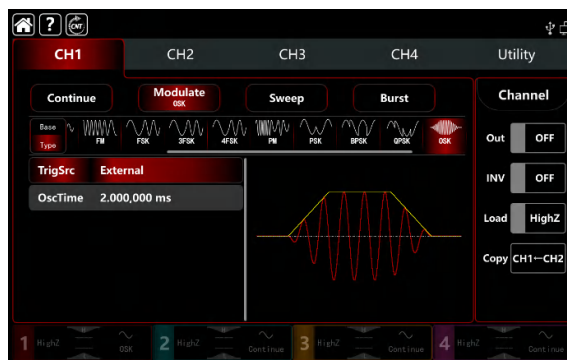 ? CNT
CH1 CH2 CH3 CH4 Utility
Continue Modulate OSK Sweep Burst Channel
Base Type FM FSK 3FSK 4FSK PM PSK BPSK QPSK OSK
Out OFF
TrigSrc External
INV OFF
OscTime 2.000,000 ms
Load HighZ
Copy CH1←CH2
1 HighZ OSK 2 HighZ Continue 3 HighZ Continue 4 HighZ